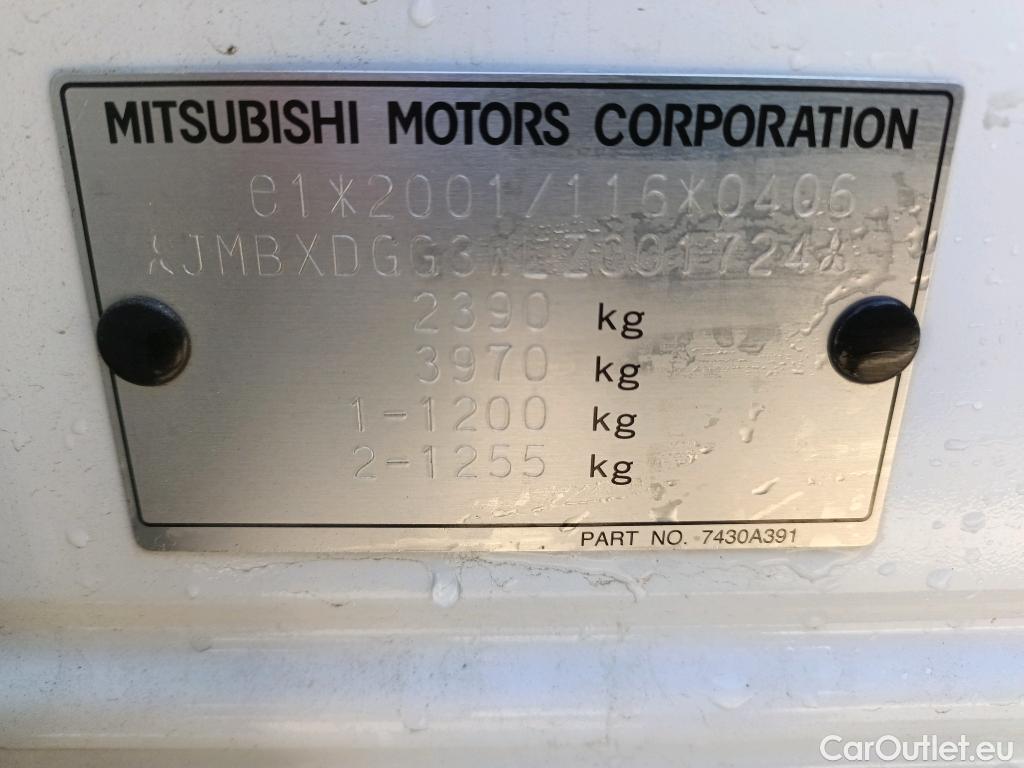 MITSUBISHI MOTORS CORPORATION
e1*2001/116*0406
2390 kg
3970 kg
1-1200 kg
2-1255 kg
PART NO. 7430A391
CarOutlet.eu